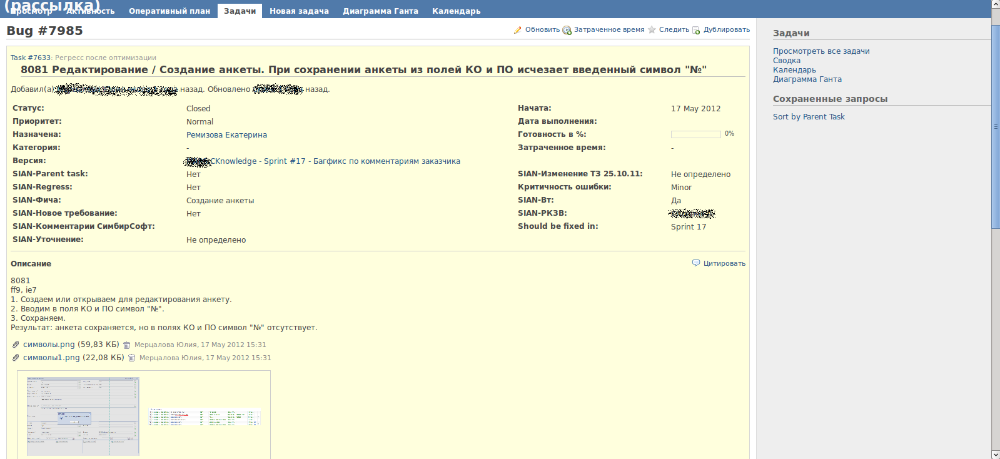 (рассылка)
Просмотр Активность Оперативный план Задачи Новая задача Диаграмма Ганта Календарь
Bug #7985
Обновить Затраченное время Следить Дублировать
Task #7633: Регресс после оптимизации
8081 Редактирование / Создание анкеты. При сохранении анкеты из полей КО и ПО исчезает введенный символ "№"
Добавил(а) назад. Обновлено назад.
Статус: Closed Начата: 17 May 2012
Приоритет: Normal Дата выполнения:
Назначена: Ремизова Екатерина Готовность в %: 0%
Категория: - Затраченное время: -
Версия: CKnowledge - Sprint #17 - Багфикс по комментариям заказчика
SIAN-Parent task: Нет SIAN-Изменение ТЗ 25.10.11: Не определено
SIAN-Regress: Нет Критичность ошибки: Minor
SIAN-Фича: Создание анкеты SIAN-Вт: Да
SIAN-Новое требование: Нет SIAN-РКЗВ:
SIAN-Комментарии СимбирСофт: Should be fixed in: Sprint 17
SIAN-Уточнение: Не определено
Описание Цитировать
8081
ff9, ie7
1. Создаем или открываем для редактирования анкету.
2. Вводим в поля КО и ПО символ "№".
3. Сохраняем.
Результат: анкета сохраняется, но в полях КО и ПО символ "№" отсутствует.
символы.png (59,83 КБ) Мерцалова Юлия, 17 May 2012 15:31
символы1.png (22,08 КБ) Мерцалова Юлия, 17 May 2012 15:31
Задачи
Просмотреть все задачи
Сводка
Календарь
Диаграмма Ганта
Сохраненные запросы
Sort by Parent Task